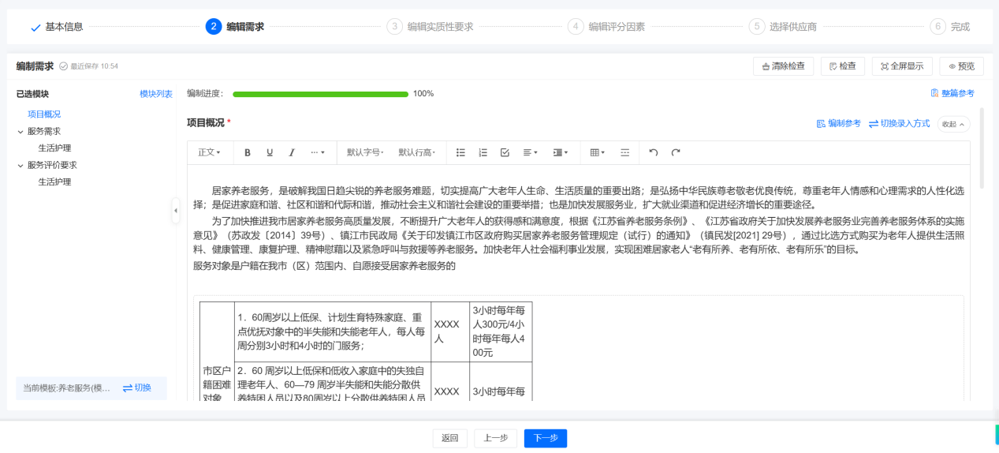 基本信息
2 编辑需求
3 编辑实质性要求
4 编辑评分因素
5 选择供应商
6 完成
编制需求 最近保存 10:54
清除检查 检查 全屏显示 预览
已选模块 模块列表
项目概况
服务需求
生活护理
服务评价要求
生活护理
当前模板:养老服务(模... 切换
编制进度： 100% 整篇参考
项目概况 * 编制参考 切换录入方式 收起
正文 B U I ... 默认字号 默认行高
居家养老服务，是破解我国日趋尖锐的养老服务难题，切实提高广大老年人生命、生活质量的重要出路；是弘扬中华民族尊老敬老优良传统，尊重老年人情感和心理需求的人性化选
择；是促进家庭和谐、社区和谐和代际和谐，推动社会主义和谐社会建设的重要举措；也是加快发展服务业，扩大就业渠道和促进经济增长的重要途径。
为了加快推进我市居家养老服务高质量发展，不断提升广大老年人的获得感和满意度，根据《江苏省养老服务条例》、《江苏省政府关于加快发展养老服务业完善养老服务体系的实施
意见》（苏政发〔2014〕39号）、镇江市民政局《关于印发镇江市区政府购买居家养老服务管理规定（试行）的通知》（镇民发[2021] 29号），通过比选方式购买为老年人提供生活照
料、健康管理、康复护理、精神慰藉以及紧急呼叫与救援等养老服务。加快老年人社会福利事业发展，实现困难居家老人“老有所养、老有所依、老有所乐”的目标。
服务对象是户籍在我市（区）范围内、自愿接受居家养老服务的
市区户
籍困难
对象
1．60周岁以上低保、计划生育特殊家庭、重
点优抚对象中的半失能和失能老年人，每人每
周分别3小时和4小时的门服务；
XXXX
人
3小时每年每
人300元/4小
时每年每人4
00元
2．60 周岁以上低保和低收入家庭中的失独自
理老年人、60—79 周岁半失能和失能分散供
养特困人员以及80周岁以上分散供养特困人员
XXXX
3小时每年每
返回 上一步 下一步